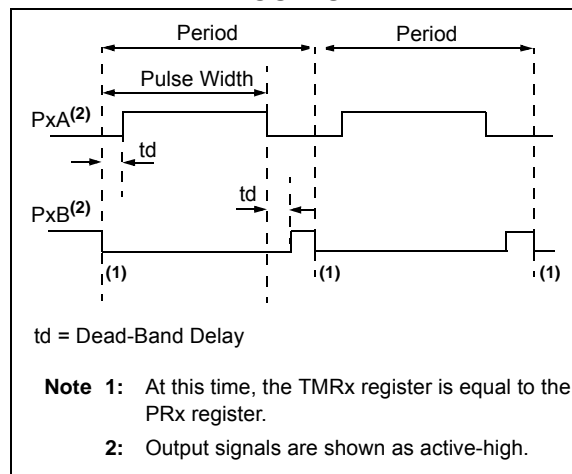 Period Period
Pulse Width
PxA(2)
td
td
PxB(2)
(1) (1) (1)
td = Dead-Band Delay
Note 1: At this time, the TMRx register is equal to the
PRx register.
2: Output signals are shown as active-high.